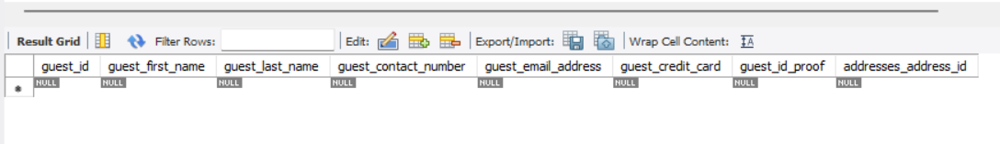 Result Grid Filter Rows: Edit: Export/Import: Wrap Cell Content: IA
guest_id guest_first_name guest_last_name guest_contact_number guest_email_address guest_credit_card guest_id_proof addresses_address_id
* NULL NULL NULL NULL NULL NULL NULL NULL